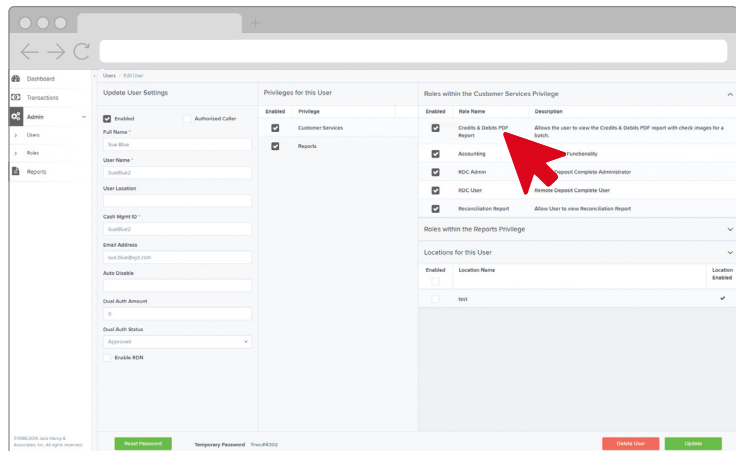 Dashboard
Transactions
Admin
Users
Roles
Reports
©1998-2019 Jack Henry &
Associates, Inc. All rights reserved.
Users / Edit User
Update User Settings
Enabled
Authorized Caller
Full Name *
Sue Blue
User Name *
SueBlue2
User Location
Cash Mgmt ID *
SueBlue2
Email Address
sue.blue@xyz.com
Auto Disable
Dual Auth Amount
0
Dual Auth Status
Approved
Enable RDN
Privileges for this User
Enabled Privilege
Customer Services
Reports
Roles within the Customer Services Privilege
Enabled Role Name Description
Credits & Debits PDF
Report
Allows the user to view the Credits & Debits PDF report with check images for a
batch.
Accounting Functionality
RDC Admin Deposit Complete Administrator
RDC User Remote Deposit Complete User
Reconciliation Report Allow User to view Reconciliation Report
Roles within the Reports Privilege
Locations for this User
Enabled Location Name Location
Enabled
test
Reset Password Temporary Password
Delete User Update